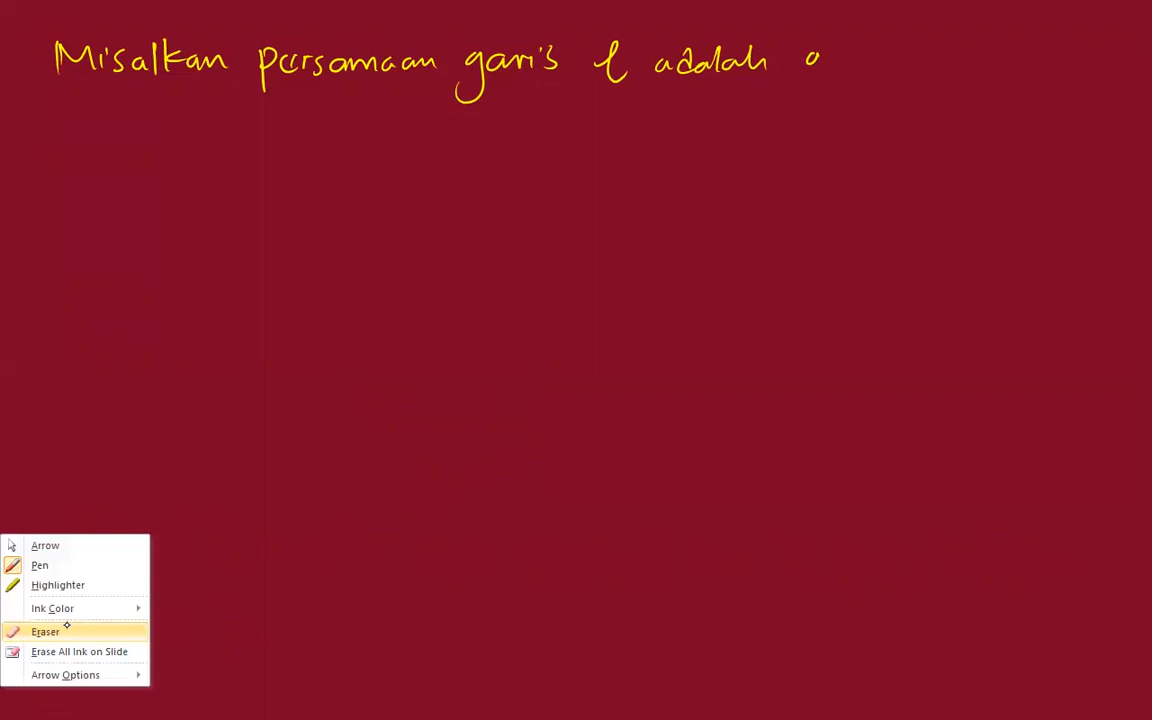 Misalkan persamaan garis l adalah a
Arrow
Pen
Highlighter
Ink Color
Eraser
Erase All Ink on Slide
Arrow Options